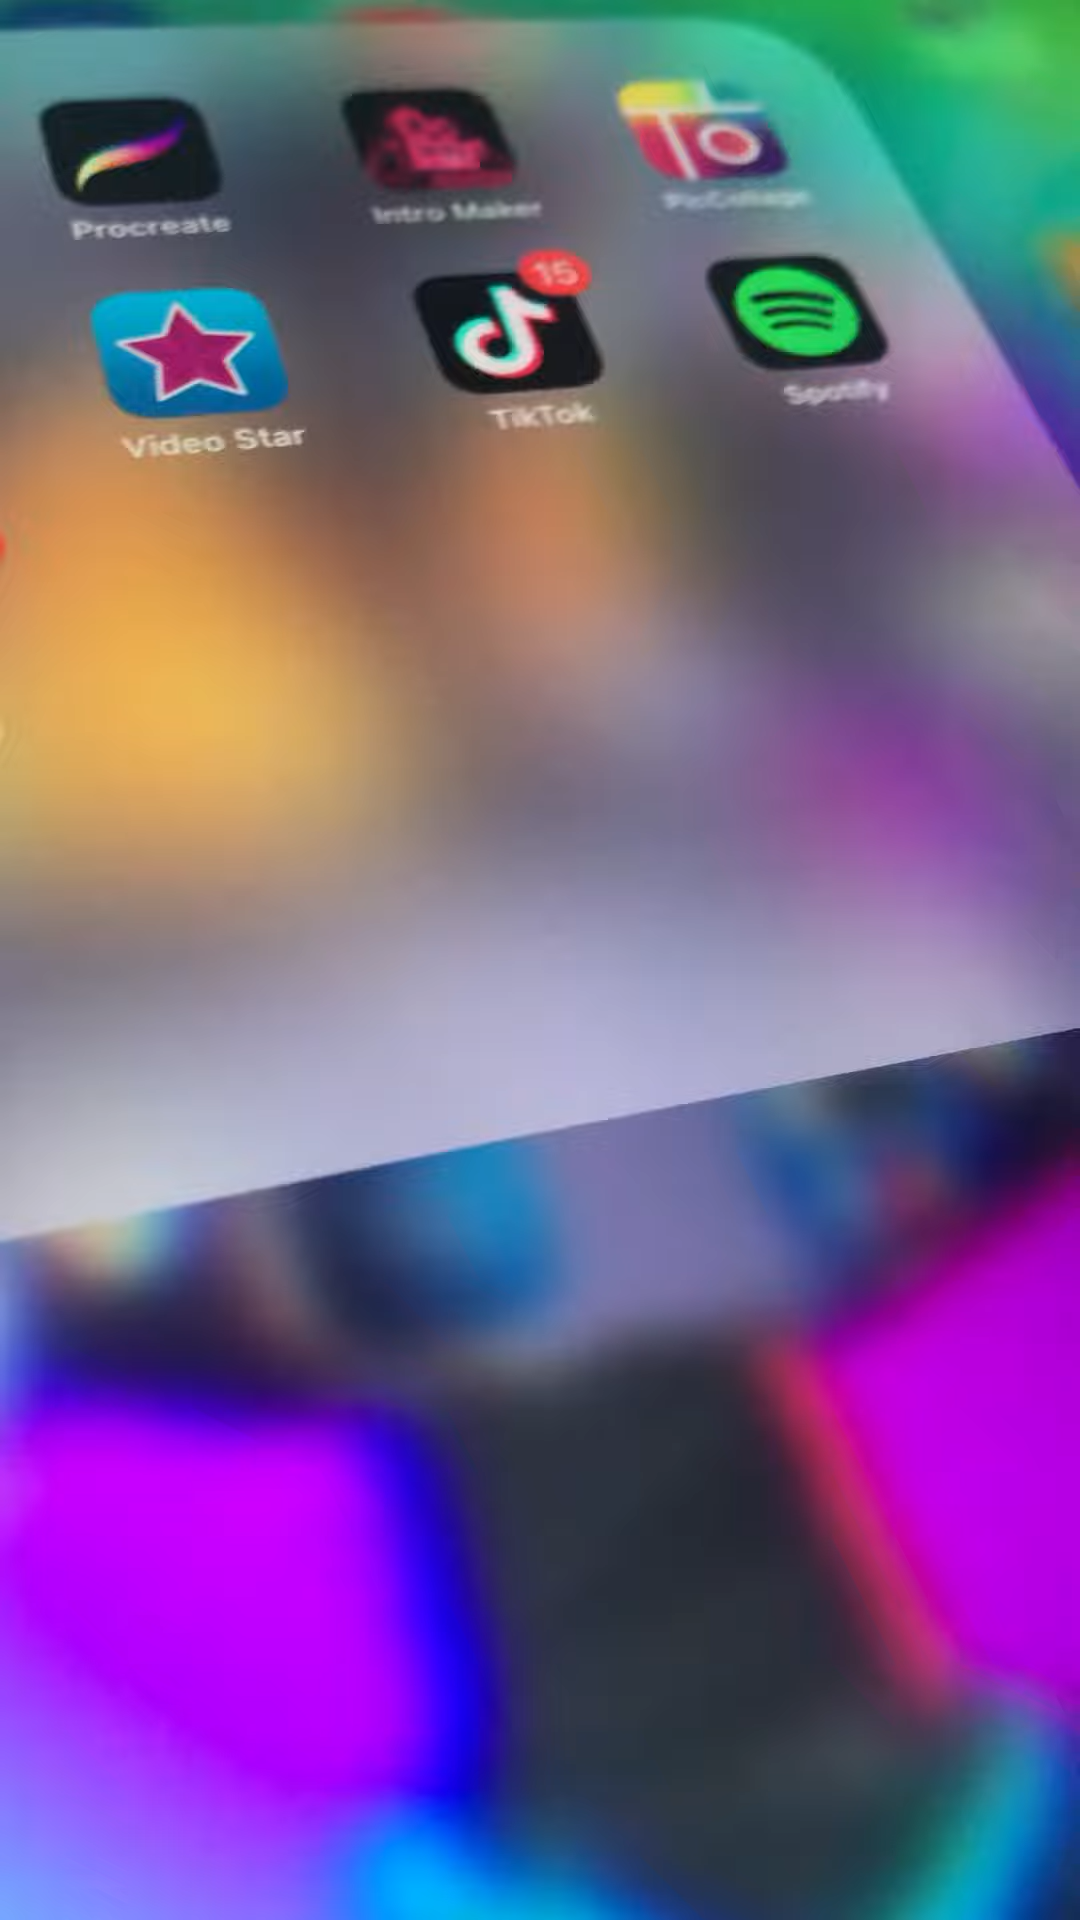 Procreate
Intro Maker
PicCollage
15
Video Star
TikTok
Spotify